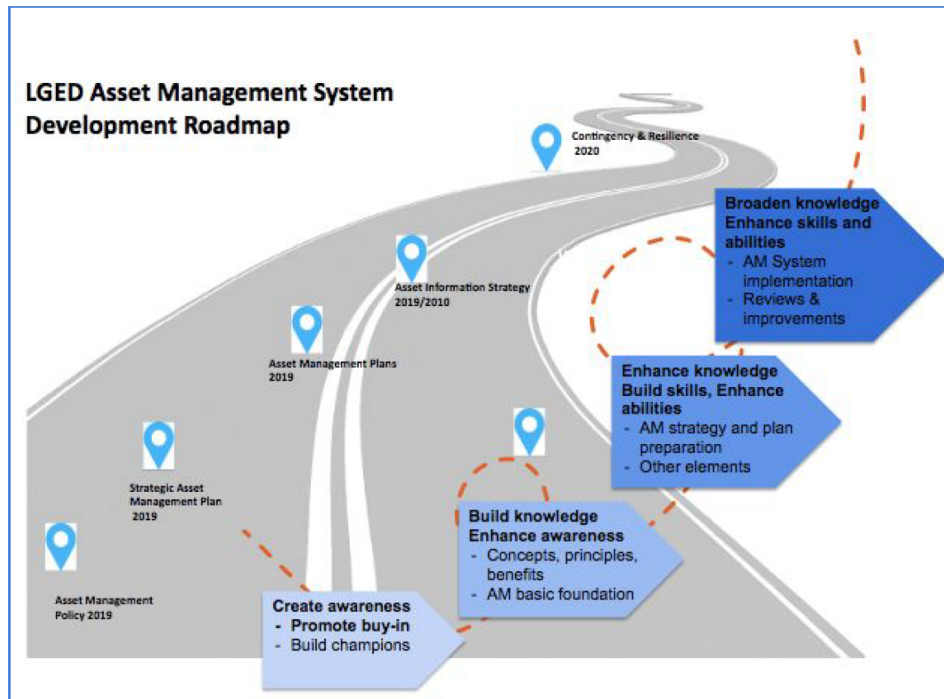 LGED Asset Management System
Development Roadmap
Contingency & Resilience
2020
Asset Information Strategy
2019/2010
Asset Management Plans
2019
Strategic Asset
Management Plan
2019
Asset Management
Policy 2019
Create awareness
- Promote buy-in
- Build champions
Build knowledge
Enhance awareness
- Concepts, principles,
benefits
- AM basic foundation
Enhance knowledge
Build skills, Enhance
abilities
- AM strategy and plan
preparation
- Other elements
Broaden knowledge
Enhance skills and
abilities
- AM System
implementation
- Reviews &
improvements